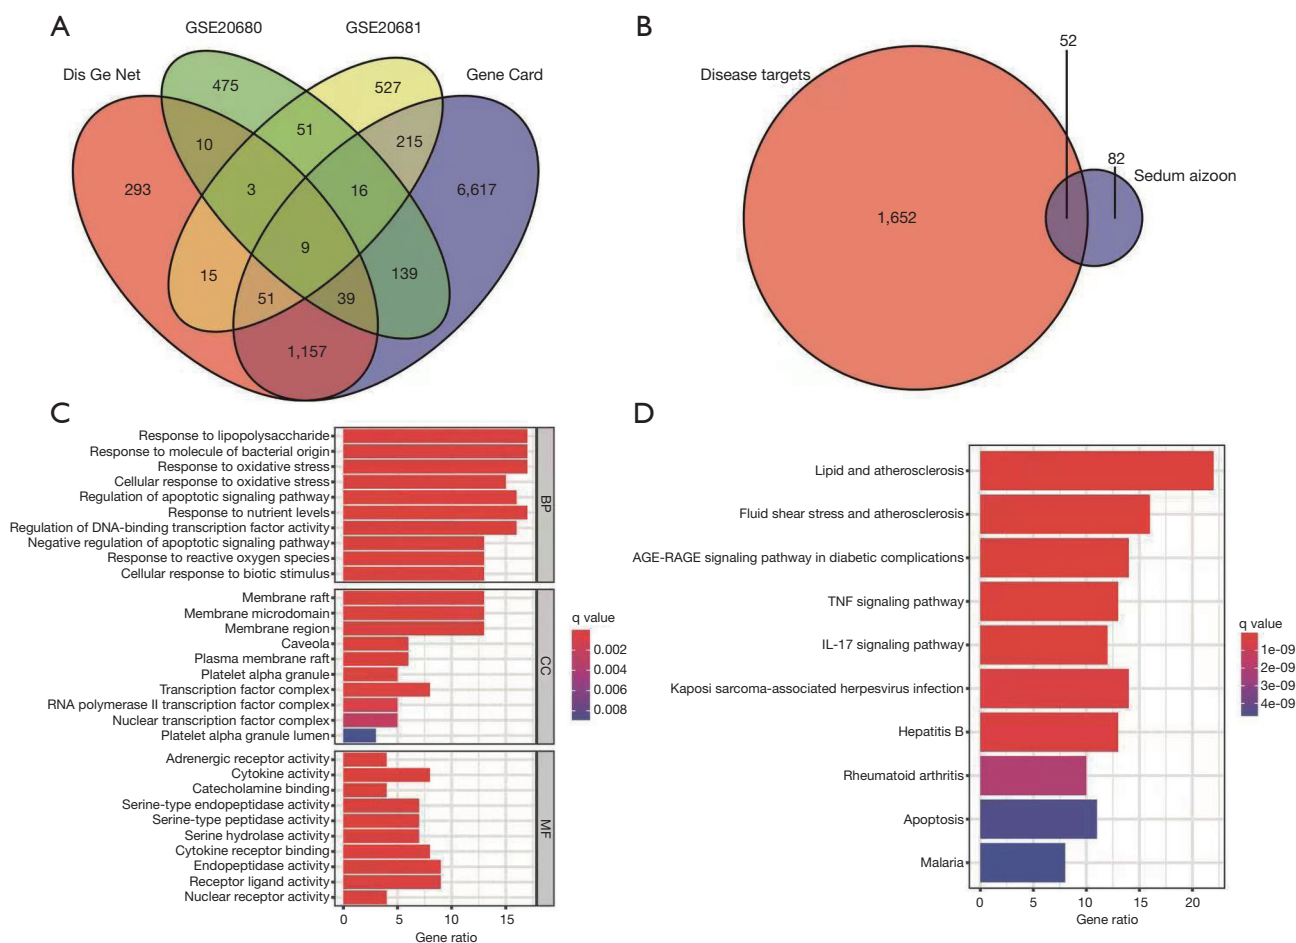 A
GSE20680
GSE20681
Dis Ge Net
Gene Card
475
527
10
51
215
293
3
16
6,617
9
15
139
51
39
1,157
B
52
Disease targets
82
Sedum aizoon
1,652
C
Response to lipopolysaccharide
Response to molecule of bacterial origin
Response to oxidative stress
Cellular response to oxidative stress
Regulation of apoptotic signaling pathway
Response to nutrient levels
Regulation of DNA-binding transcription factor activity
Negative regulation of apoptotic signaling pathway
Response to reactive oxygen species
Cellular response to biotic stimulus
BP
Membrane raft
Membrane microdomain
Membrane region
Caveola
Plasma membrane raft
Platelet alpha granule
Transcription factor complex
RNA polymerase II transcription factor complex
Nuclear transcription factor complex
Platelet alpha granule lumen
CC
Adrenergic receptor activity
Cytokine activity
Catecholamine binding
Serine-type endopeptidase activity
Serine-type peptidase activity
Serine hydrolase activity
Cytokine receptor binding
Endopeptidase activity
Receptor ligand activity
Nuclear receptor activity
MF
0 5 10 15
Gene ratio
q value
0.002
0.004
0.006
0.008
D
Lipid and atherosclerosis
Fluid shear stress and atherosclerosis
AGE-RAGE signaling pathway in diabetic complications
TNF signaling pathway
IL-17 signaling pathway
Kaposi sarcoma-associated herpesvirus infection
Hepatitis B
Rheumatoid arthritis
Apoptosis
Malaria
0 5 10 15 20
Gene ratio
q value
1e-09
2e-09
3e-09
4e-09